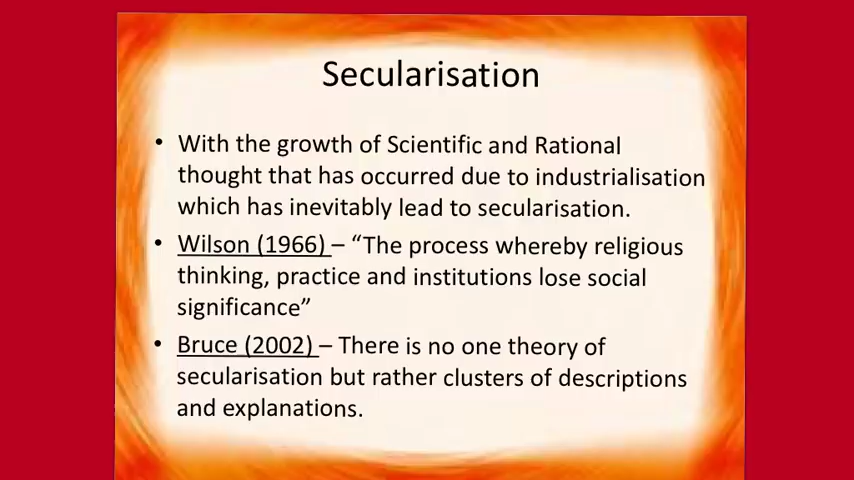 Secularisation
• With the growth of Scientific and Rational
thought that has occurred due to industrialisation
which has inevitably lead to secularisation.
• Wilson (1966) – “The process whereby religious
thinking, practice and institutions lose social
significance”
• Bruce (2002) – There is no one theory of
secularisation but rather clusters of descriptions
and explanations.